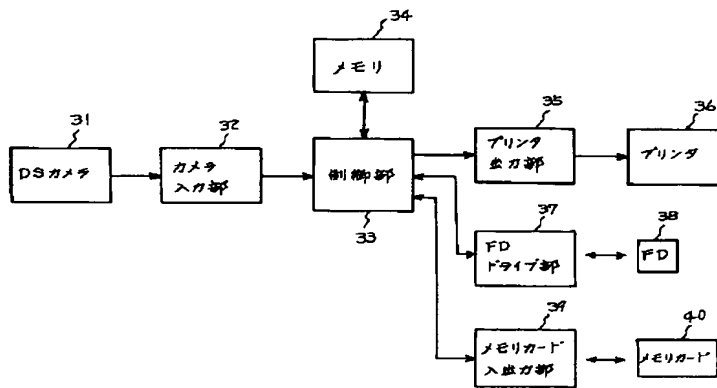 34
メモリ
31
DSカメラ
32
カメラ
入力部
制御部
33
35
プリンタ
出力部
36
プリンタ
37
FD
ドライブ部
38
FD
39
メモリカード
入出力部
40
メモリカード